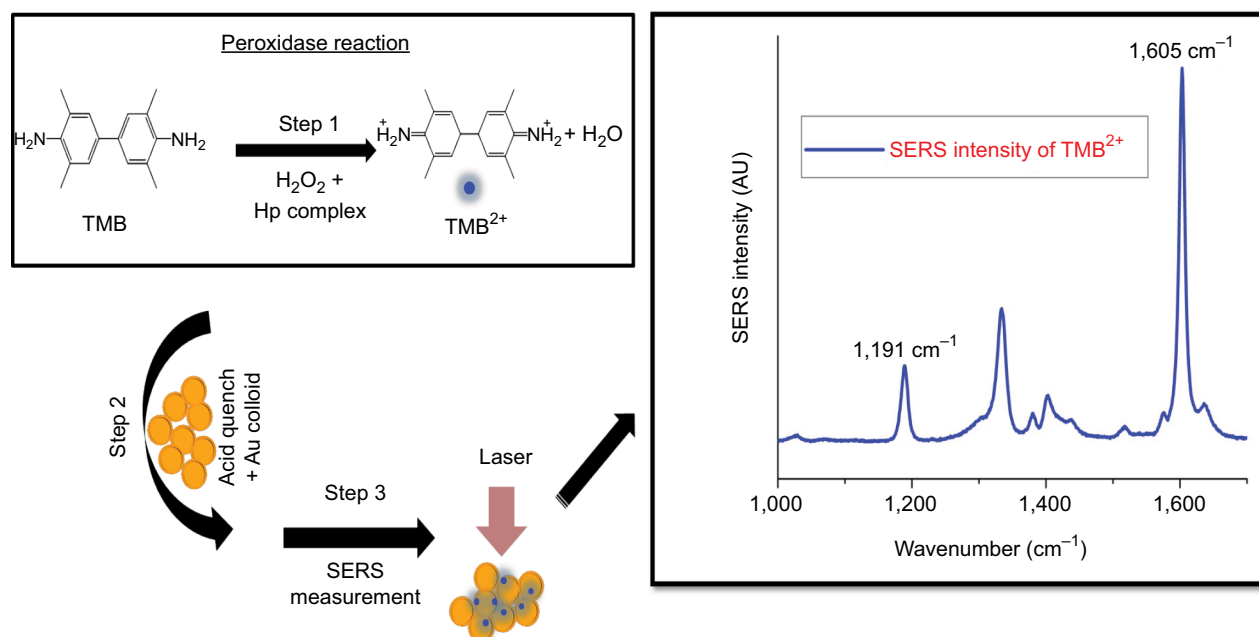 Peroxidase reaction
H₂N
NH₂
TMB
Step 1
H₂O₂ +
Hp complex
H₂N⁺
NH₂⁺ + H₂O
TMB²⁺
Step 2
Acid quench
+ Au colloid
Step 3
SERS
measurement
Laser
1,605 cm⁻¹
SERS intensity of TMB²⁺
1,191 cm⁻¹
SERS intensity (AU)
1,000 1,200 1,400 1,600
Wavenumber (cm⁻¹)